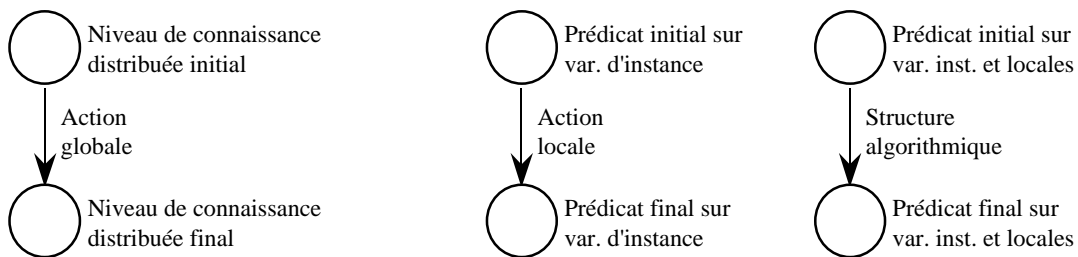 Niveau de connaissance
distribuée initial
Action
globale
Niveau de connaissance
distribuée final
Prédicat initial sur
var. d'instance
Action
locale
Prédicat final sur
var. d'instance
Prédicat initial sur
var. inst. et locales
Structure
algorithmique
Prédicat final sur
var. inst. et locales